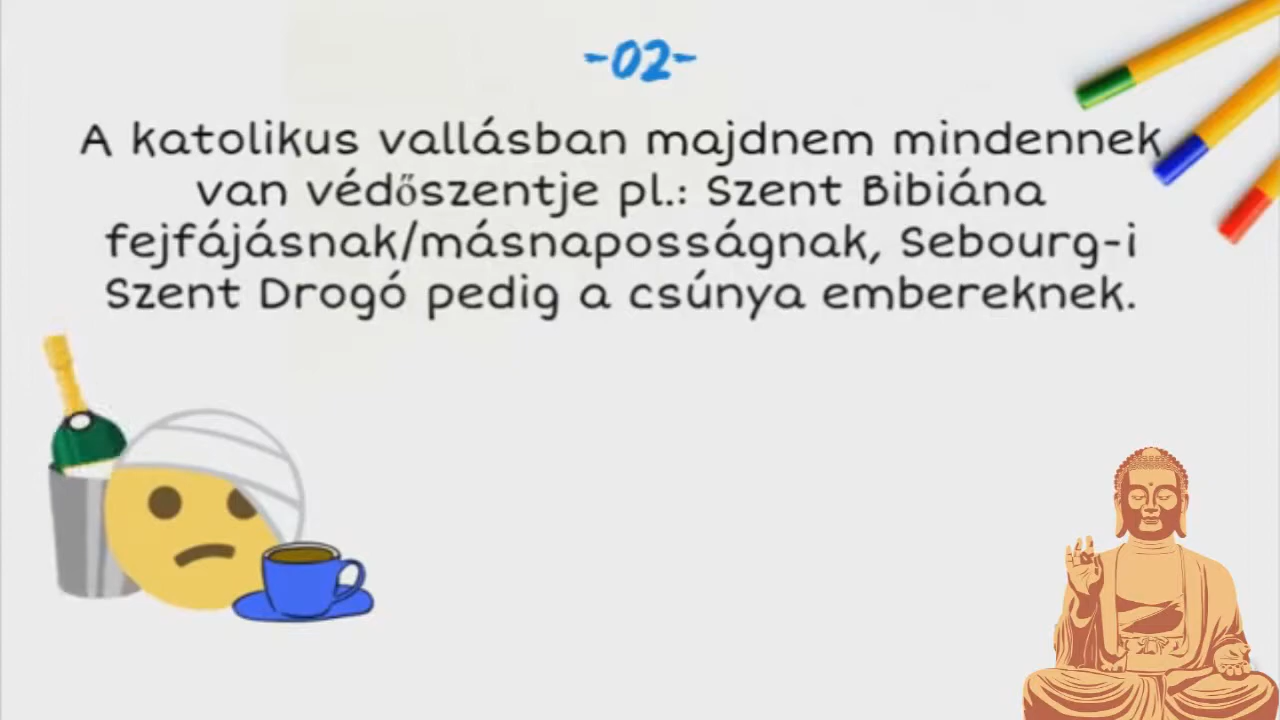 -02-
A katolikus vallásban majdnem mindennek
van védőszentje pl.: Szent Bibiána
fejfájásnak/másnaposságnak, Sebourg-i
Szent Drogó pedig a csúnya embereknek.